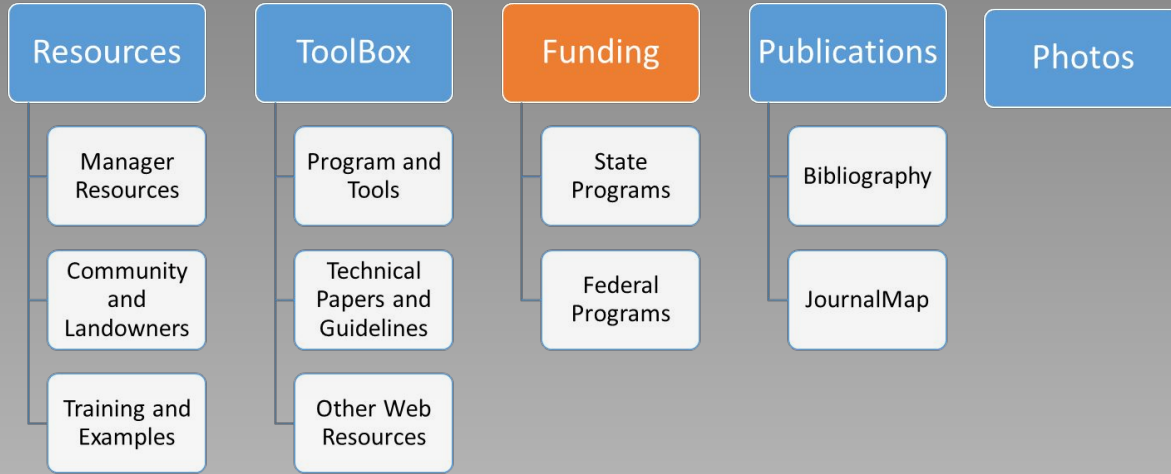 Resources
Manager
Resources
Community
and
Landowners
Training and
Examples
ToolBox
Program and
Tools
Technical
Papers and
Guidelines
Other Web
Resources
Funding
State
Programs
Federal
Programs
Publications
Bibliography
JournalMap
Photos